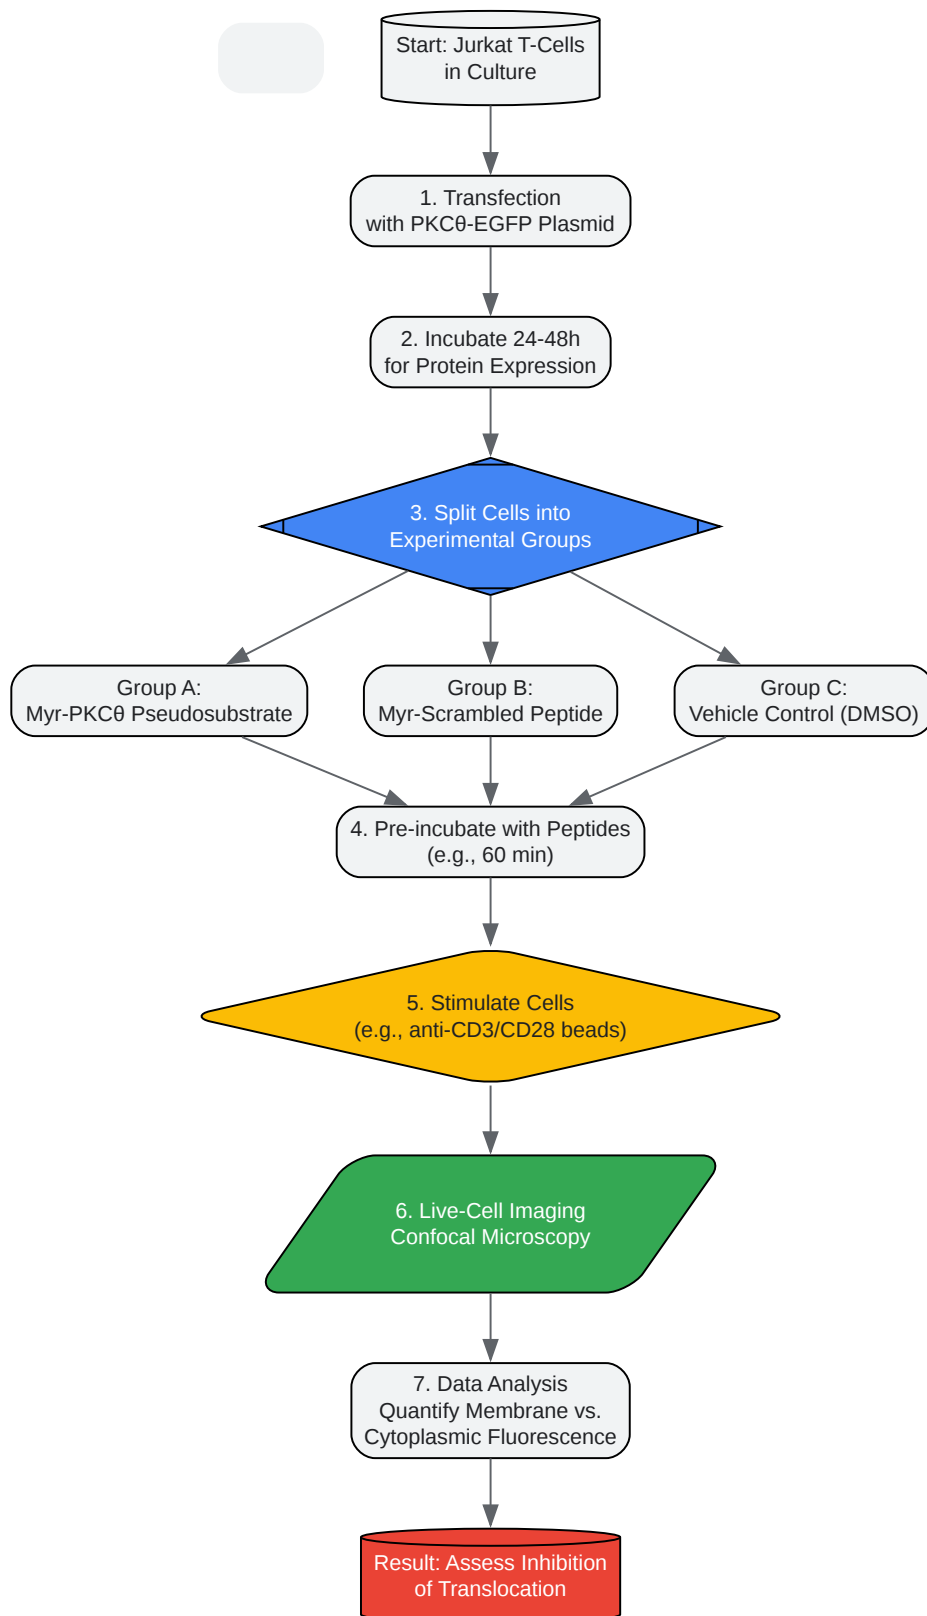 Start: Jurkat T-Cells
in Culture
1. Transfection
with PKCθ-EGFP Plasmid
2. Incubate 24-48h
for Protein Expression
3. Split Cells into
Experimental Groups
Group A:
Myr-PKCθ Pseudosubstrate
Group B:
Myr-Scrambled Peptide
Group C:
Vehicle Control (DMSO)
4. Pre-incubate with Peptides
(e.g., 60 min)
5. Stimulate Cells
(e.g., anti-CD3/CD28 beads)
6. Live-Cell Imaging
Confocal Microscopy
7. Data Analysis
Quantify Membrane vs.
Cytoplasmic Fluorescence
Result: Assess Inhibition
of Translocation